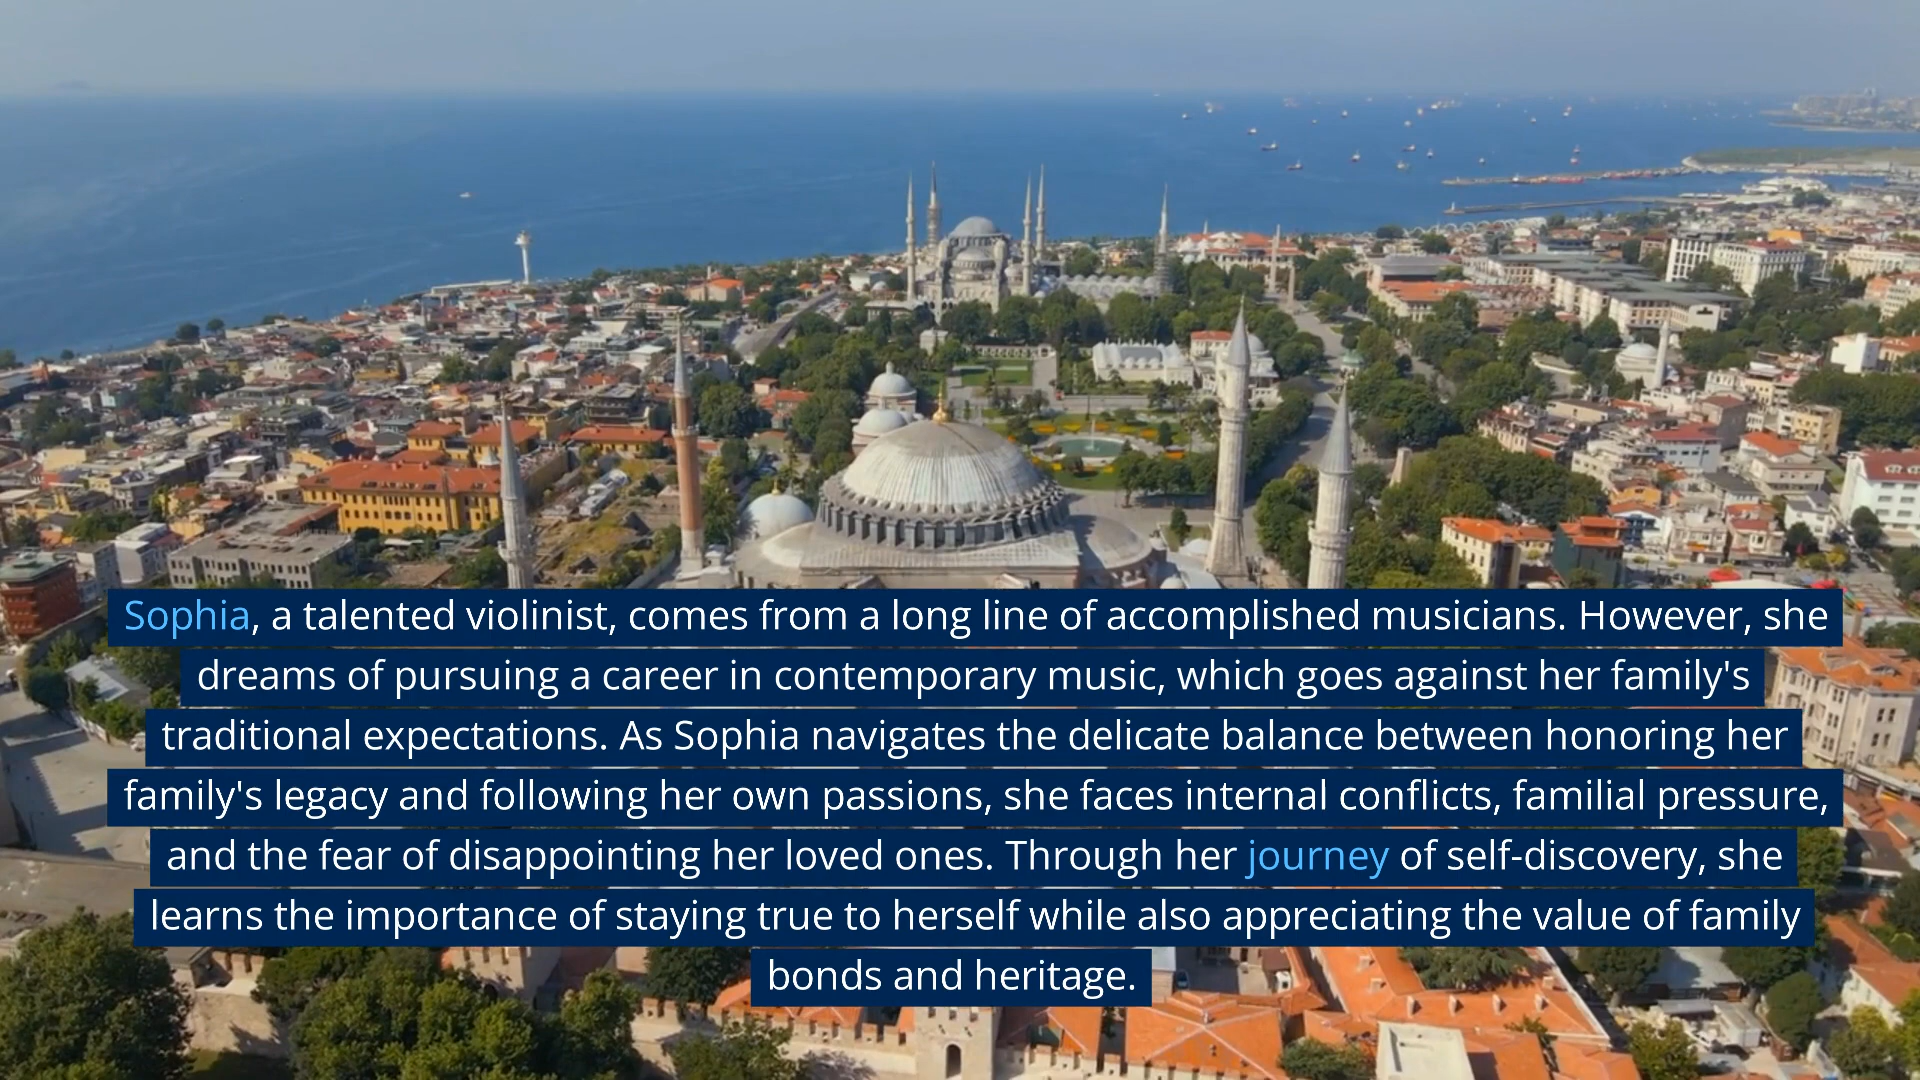 Sophia, a talented violinist, comes from a long line of accomplished musicians. However, she
dreams of pursuing a career in contemporary music, which goes against her family's
traditional expectations. As Sophia navigates the delicate balance between honoring her
family's legacy and following her own passions, she faces internal conflicts, familial pressure,
and the fear of disappointing her loved ones. Through her journey of self-discovery, she
learns the importance of staying true to herself while also appreciating the value of family
bonds and heritage.